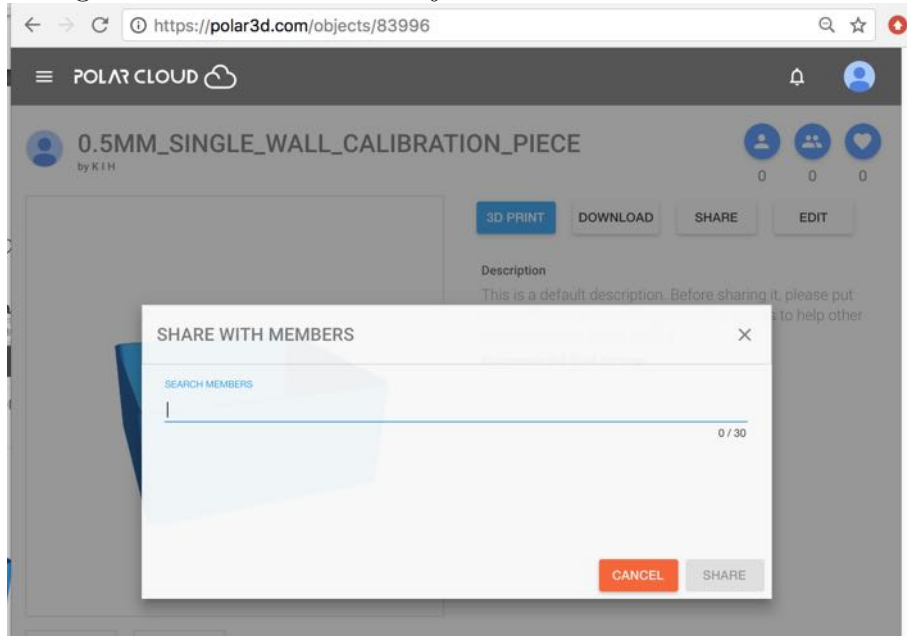 https://polar3d.com/objects/83996
POLAR CLOUD
0.5MM_SINGLE_WALL_CALIBRATION_PIECE
by K I H
0 0 0
3D PRINT DOWNLOAD SHARE EDIT
Description
This is a default description. Before sharing it, please put
to help other
SHARE WITH MEMBERS
SEARCH MEMBERS
0 / 30
CANCEL SHARE